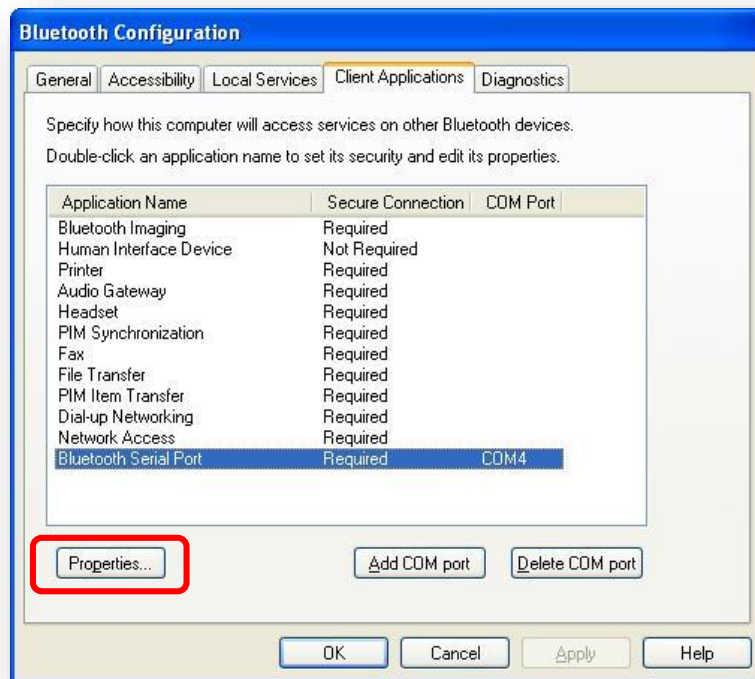 Bluetooth Configuration
General Accessibility Local Services Client Applications Diagnostics
Specify how this computer will access services on other Bluetooth devices.
Double-click an application name to set its security and edit its properties.
Application Name Secure Connection COM Port
Bluetooth Imaging Required
Human Interface Device Not Required
Printer Required
Audio Gateway Required
Headset Required
PIM Synchronization Required
Fax Required
File Transfer Required
PIM Item Transfer Required
Dial-up Networking Required
Network Access Required
Bluetooth Serial Port Required COM4
Properties... Add COM port Delete COM port
OK Cancel Apply Help